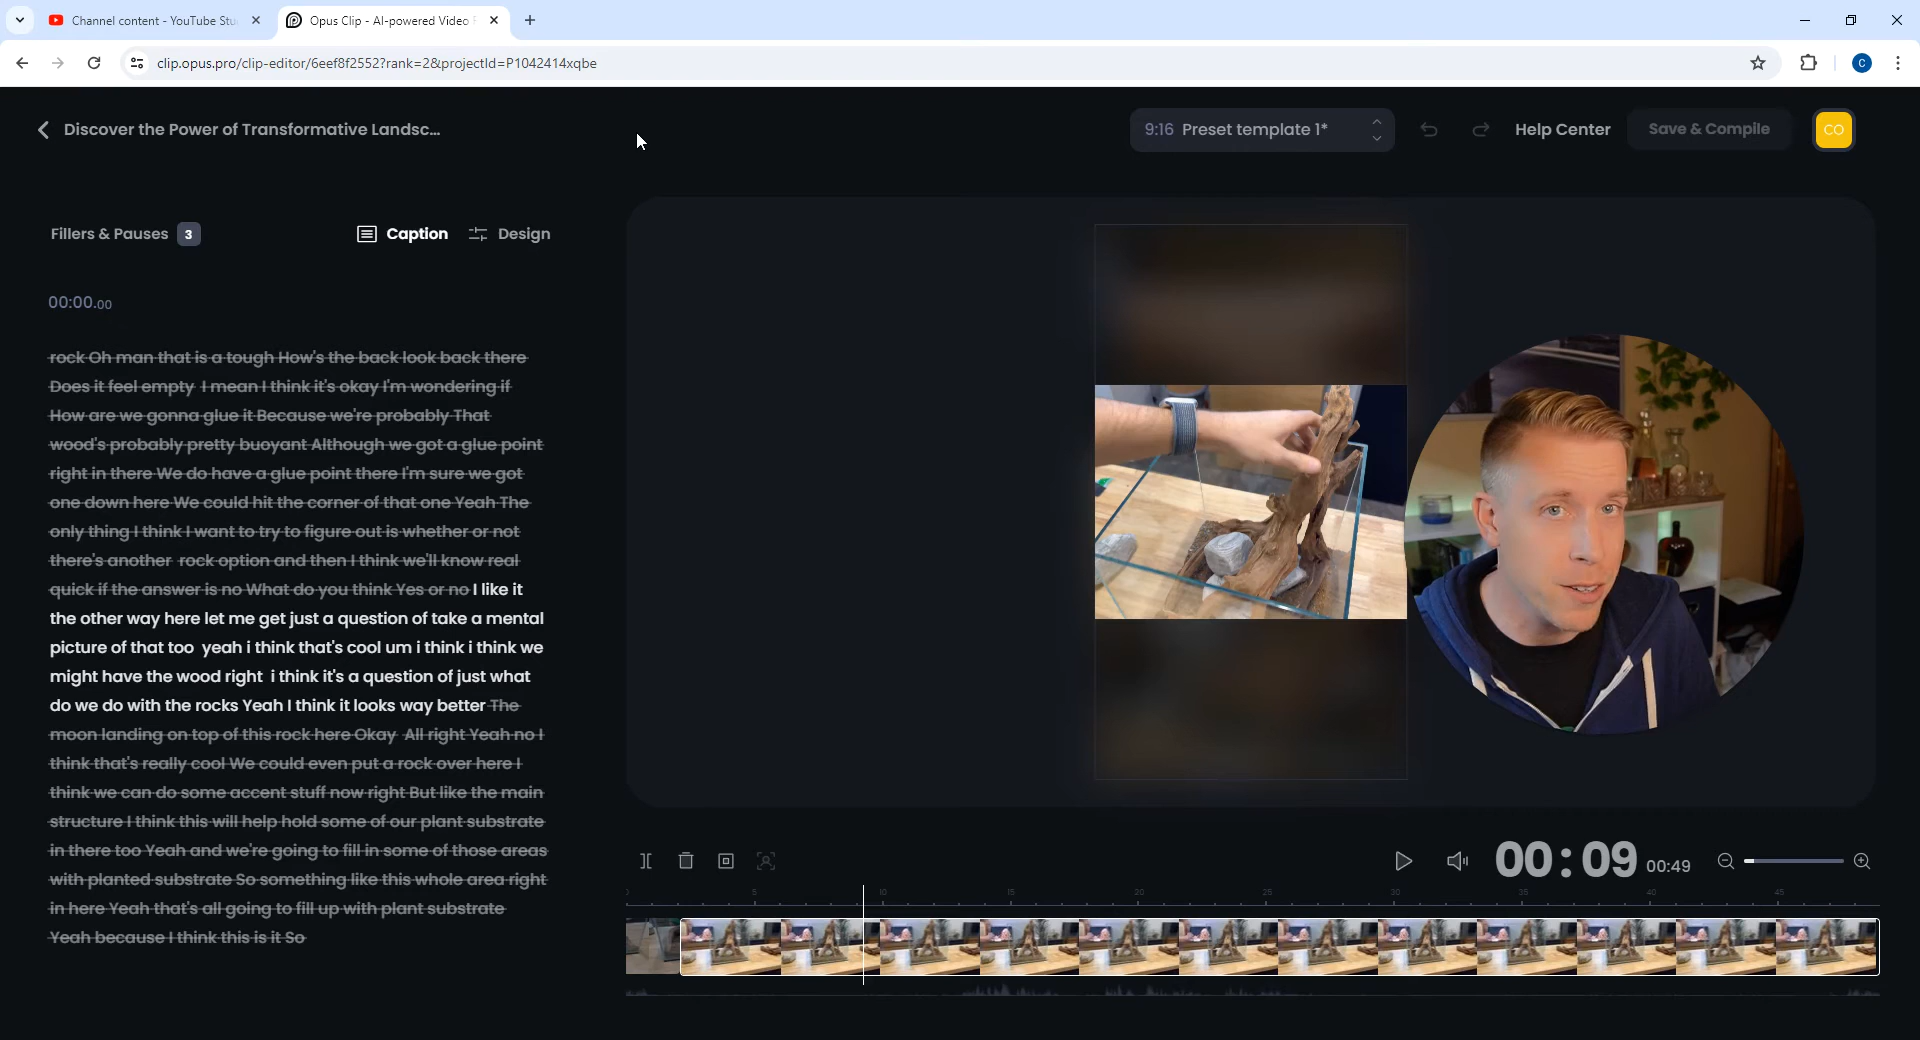 Channel content - YouTube Stu
Opus Clip - AI-powered Video
clip.opus.pro/clip-editor/6eef8f2552?rank=2&projectId=P1042414xqbe
C
Discover the Power of Transformative Landsc...
9:16 Preset template 1*
Help Center
Save & Compile
CO
Fillers & Pauses 3
Caption
Design
00:00.00
rock Oh man that is a tough How's the back look back there
Does it feel empty I mean I think it's okay I'm wondering if
How are we gonna glue it Because we're probably That
wood's probably pretty buoyant Although we got a glue point
right in there We do have a glue point there I'm sure we got
one down here We could hit the corner of that one Yeah The
only thing I think I want to try to figure out is whether or not
there's another rock option and then I think we'll know real
quick if the answer is no What do you think Yes or no I like it
the other way here let me get just a question of take a mental
picture of that too yeah i think that's cool um i think i think we
might have the wood right i think it's a question of just what
do we do with the rocks Yeah I think it looks way better The
moon landing on top of this rock here Okay All right Yeah no I
think that's really cool We could even put a rock over here I
think we can do some accent stuff now right But like the main
structure I think this will help hold some of our plant substrate
in there too Yeah and we're going to fill in some of those areas
with planted substrate So something like this whole area right
in here Yeah that's all going to fill up with plant substrate
Yeah because I think this is it So
00:09 00:49
5 10 15 20 25 30 35 40 45